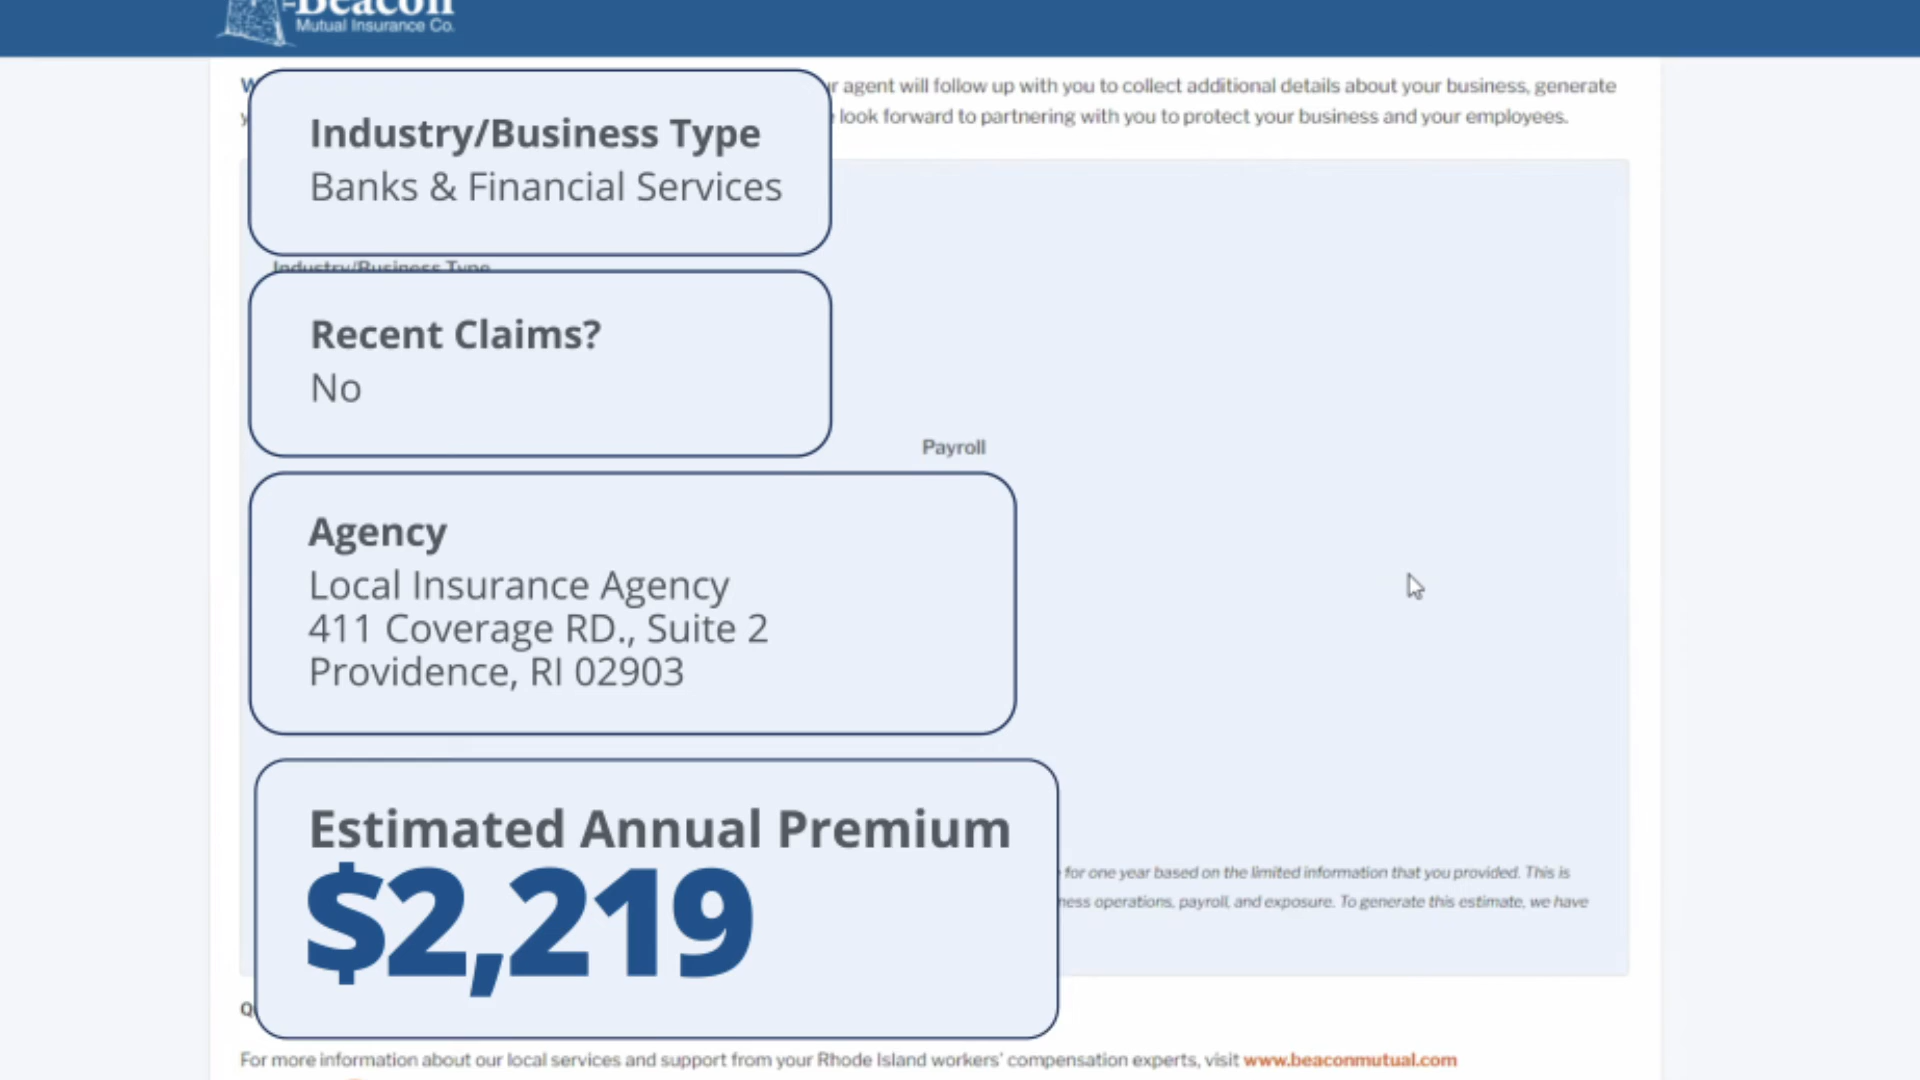 Beacon
Mutual Insurance Co.
agent will follow up with you to collect additional details about your business, generate
look forward to partnering with you to protect your business and your employees.
Industry/Business Type
Banks & Financial Services
Industry/Business Type
Recent Claims?
No
Payroll
Agency
Local Insurance Agency
411 Coverage RD., Suite 2
Providence, RI 02903
Estimated Annual Premium
$2,219
for one year based on the limited information that you provided. This is
operations, payroll, and exposure. To generate this estimate, we have
For more information about our local services and support from your Rhode Island workers' compensation experts, visit www.beaconmutual.com